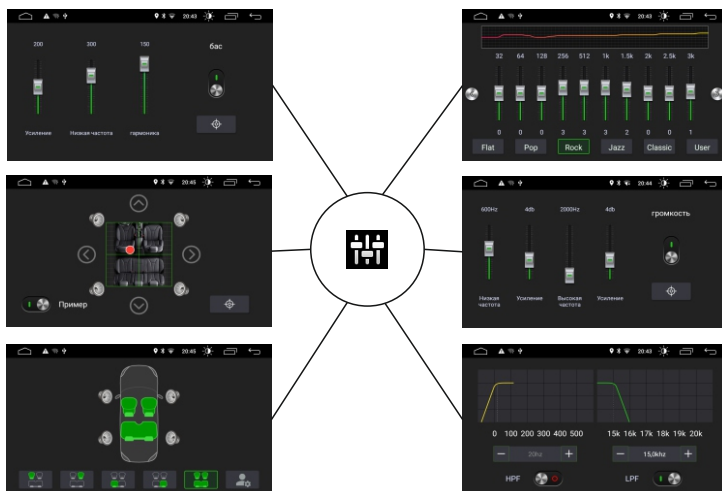 20:43
200 300 150 бас
Усиление Низкая частота гармоника
20:43
32 64 128 256 512 1k 1.5k 2k 2.5k 3k
0 0 0 3 3 3 2 0 0 1
Flat Pop Rock Jazz Classic User
20:45
Пример
20:44
600Hz 4db 2000Hz 4db громкость
Низкая Усиление Высокая Усиление
частота частота
20:45
20:43
0 100 200 300 400 500 15k 16k 17k 18k 19k 20k
20hz 15,0khz
HPF LPF